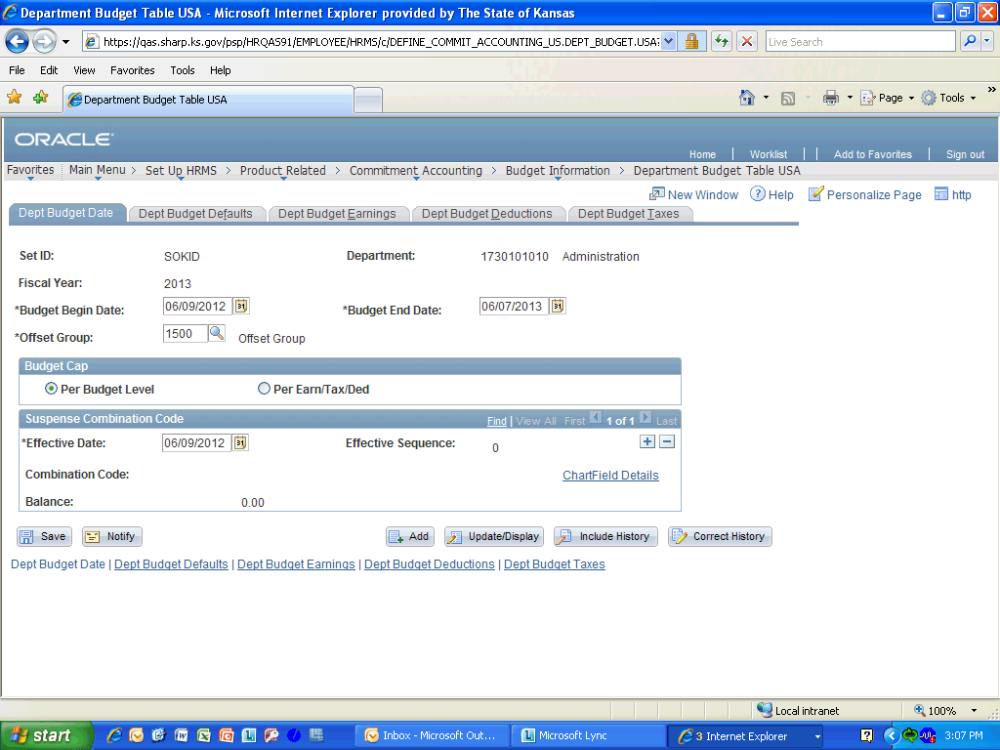 Department Budget Table USA - Microsoft Internet Explorer provided by The State of Kansas
https://qas.sharp.ks.gov/psp/HRQAS91/EMPLOYEE/HRMS/c/DEFINE_COMMIT_ACCOUNTING_US.DEPT_BUDGET.USA? Live Search
File Edit View Favorites Tools Help
Department Budget Table USA Page Tools »
ORACLE
Home Worklist Add to Favorites Sign out
Favorites Main Menu > Set Up HRMS > Product Related > Commitment Accounting > Budget Information > Department Budget Table USA
New Window Help Personalize Page http
Dept Budget Date Dept Budget Defaults Dept Budget Earnings Dept Budget Deductions Dept Budget Taxes
Set ID: SOKID Department: 1730101010 Administration
Fiscal Year: 2013
*Budget Begin Date: 06/09/2012 31 *Budget End Date: 06/07/2013 31
*Offset Group: 1500 Offset Group
Budget Cap
Per Budget Level Per Earn/Tax/Ded
Suspense Combination Code Find | View All First 1 of 1 Last
*Effective Date: 06/09/2012 31 Effective Sequence: 0
Combination Code: ChartField Details
Balance: 0.00
Save Notify Add Update/Display Include History Correct History
Dept Budget Date | Dept Budget Defaults | Dept Budget Earnings | Dept Budget Deductions | Dept Budget Taxes
Local intranet 100%
start Inbox - Microsoft Out... Microsoft Lync 3 Internet Explorer 3:07 PM